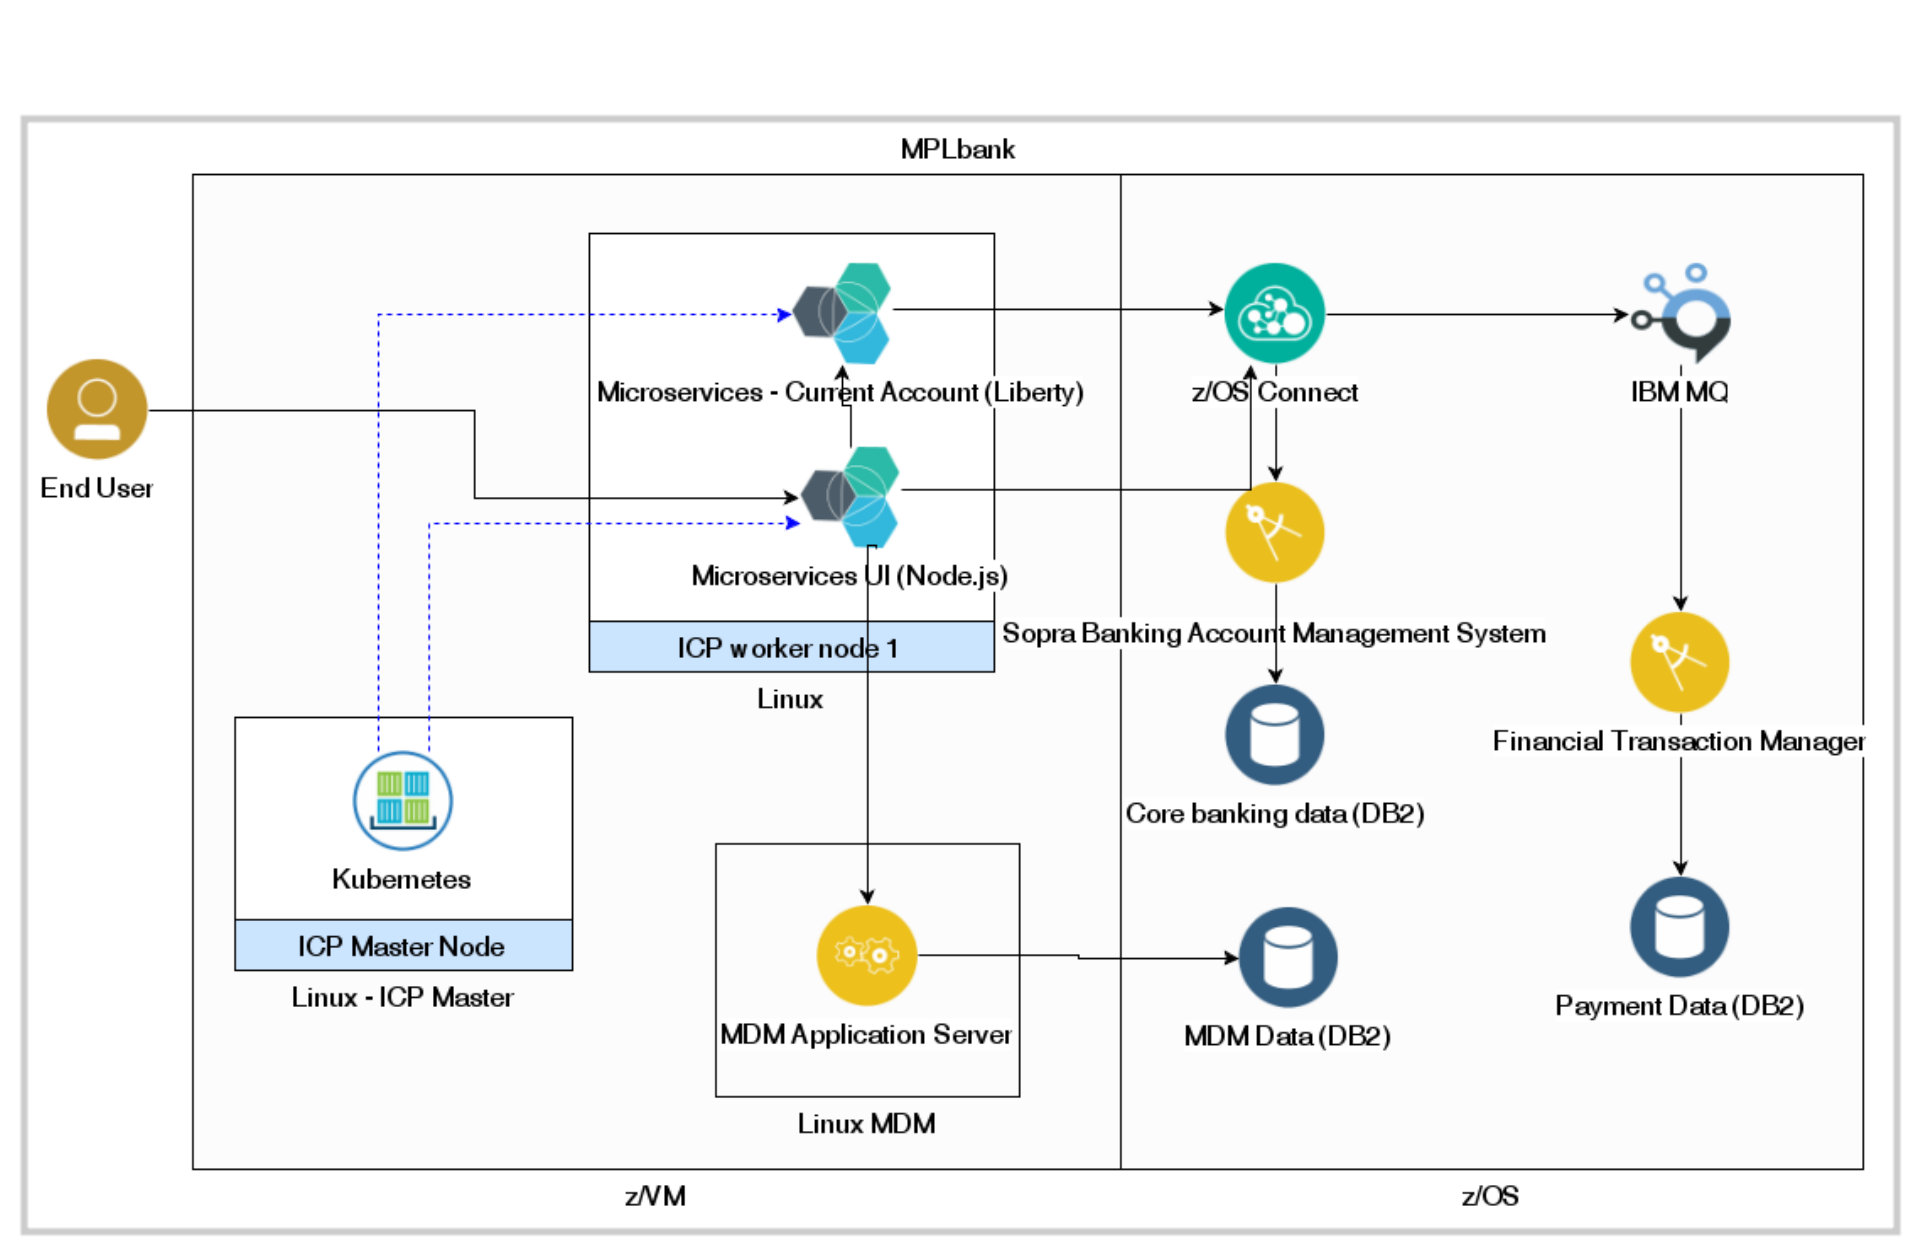 MPLbank
Microservices - Current Account (Liberty)
z/OS Connect
IBM MQ
End User
Microservices UI (Node.js)
Sopra Banking Account Management System
ICP worker node 1
Linux
Financial Transaction Manager
Core banking data (DB2)
Kubernetes
ICP Master Node
Linux - ICP Master
MDM Application Server
MDM Data (DB2)
Payment Data (DB2)
Linux MDM
z/VM
z/OS